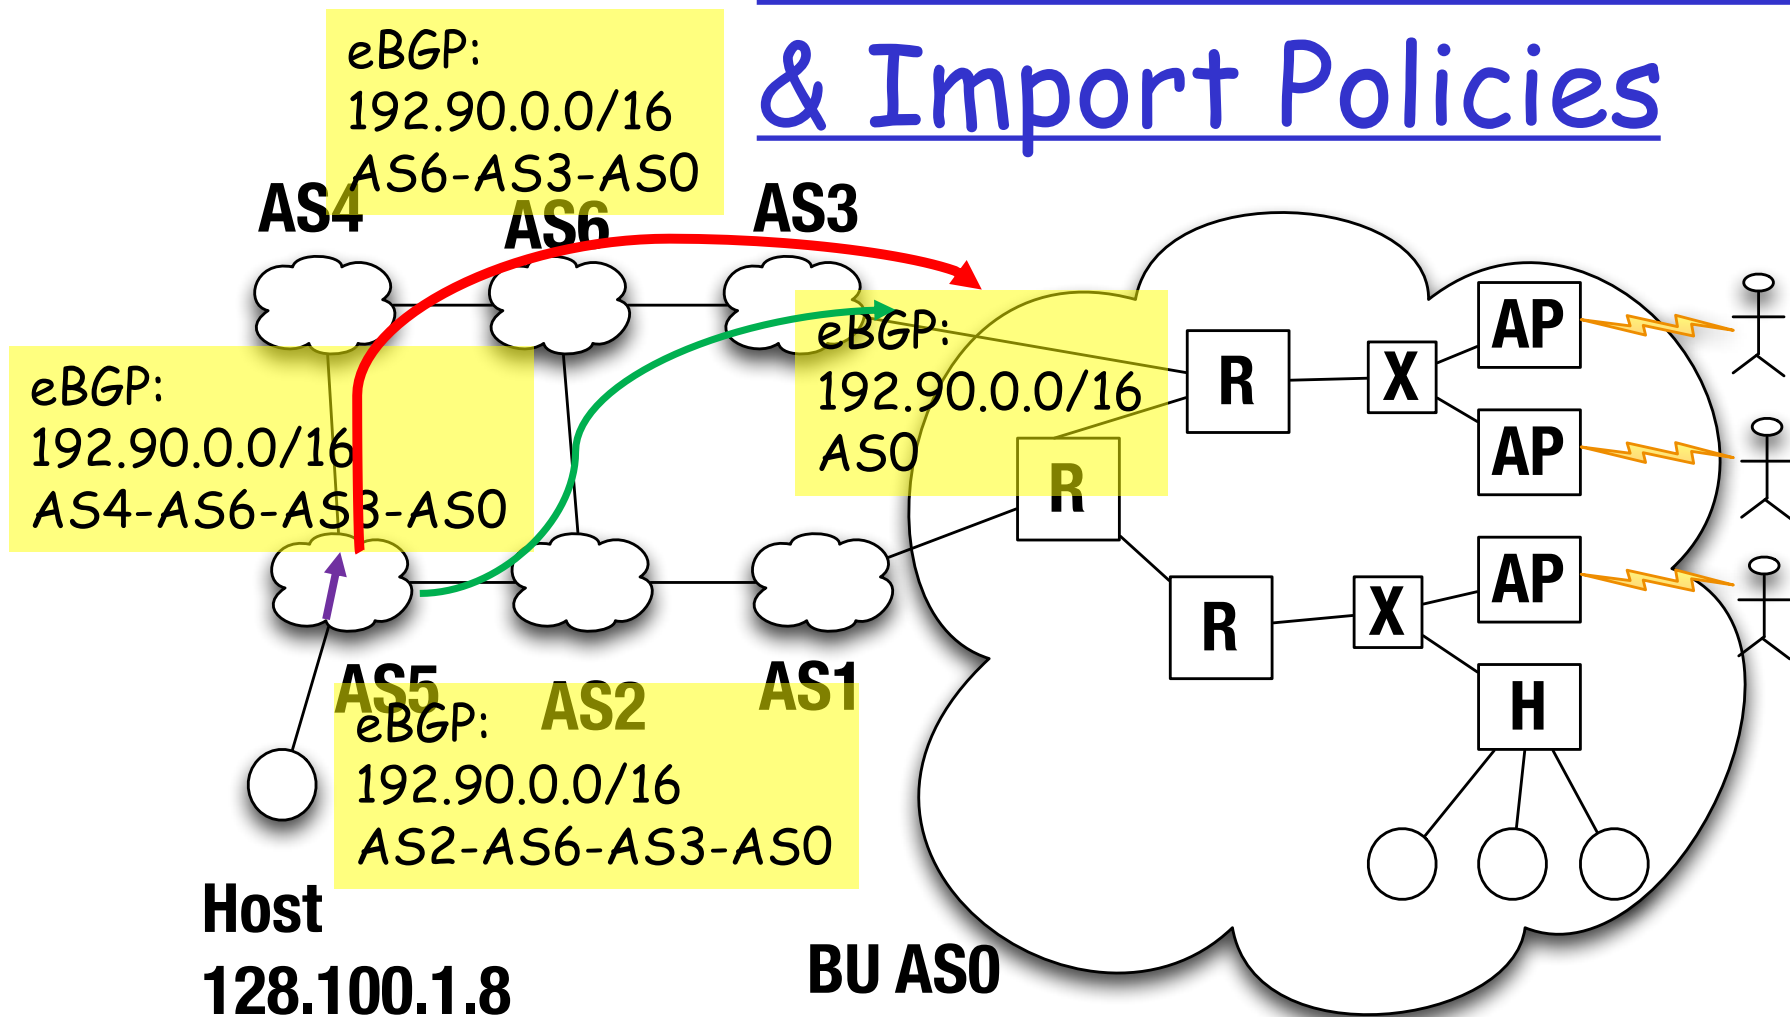 & Import Policies
eBGP:
192.90.0.0/16
AS6-AS3-AS0
AS4
AS6
AS3
eBGP:
192.90.0.0/16
AS4-AS6-AS3-AS0
eBGP:
192.90.0.0/16
AS0
R
X
AP
AP
R
R
X
AP
H
AS5
AS2
AS1
eBGP:
192.90.0.0/16
AS2-AS6-AS3-AS0
Host
128.100.1.8
BU AS0